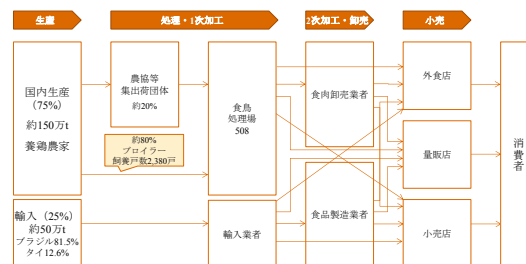 生産
処理・1次加工
2次加工・卸売
小売
国内生産
（75%）
約150万t
養鶏農家
農協等
集出荷団体
約20%
約80%
ブロイラー
飼養戸数2,380戸
食鳥
処理場
508
食肉卸売業者
食品製造業者
外食店
量販店
小売店
消費者
輸入（25%）
約50万t
ブラジル81.5%
タイ12.6%
輸入業者